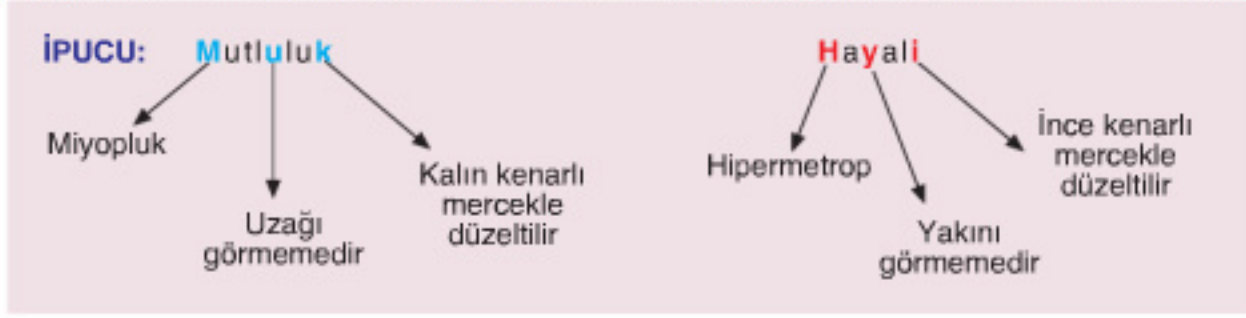 İPUCU: Mutluluk
Miyopluk
Uzağı
görmemedir
Kalın kenarlı
mercekle
düzeltilir
Hayali
Hipermetrop
Yakını
görmemedir
İnce kenarlı
mercekle
düzeltilir